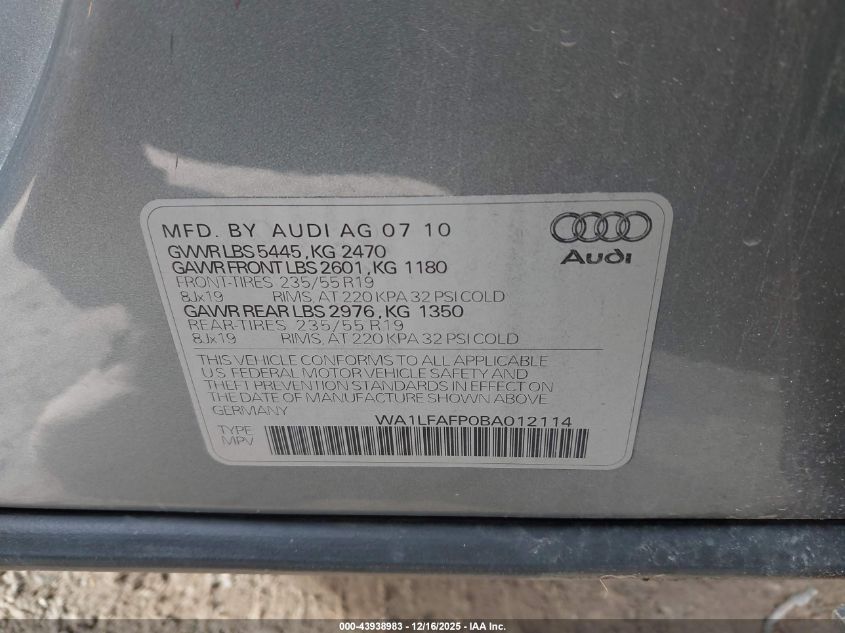 MFD. BY AUDI AG 07 10
GVWR LBS 5445, KG 2470
GAWR FRONT LBS 2601, KG 1180
FRONT-TIRES 235/55 R19
8Jx19 RIMS, AT 220 KPA 32 PSI COLD
GAWR REAR LBS 2976, KG 1350
REAR-TIRES 235/55 R19
8Jx19 RIMS, AT 220 KPA 32 PSI COLD
Audi
THIS VEHICLE CONFORMS TO ALL APPLICABLE
U.S. FEDERAL MOTOR VEHICLE SAFETY AND
THEFT PREVENTION STANDARDS IN EFFECT ON
THE DATE OF MANUFACTURE SHOWN ABOVE
GERMANY WA1LFAFP0BA012114
TYPE
MPV
000-43938983 - 12/16/2025 - IAA Inc.